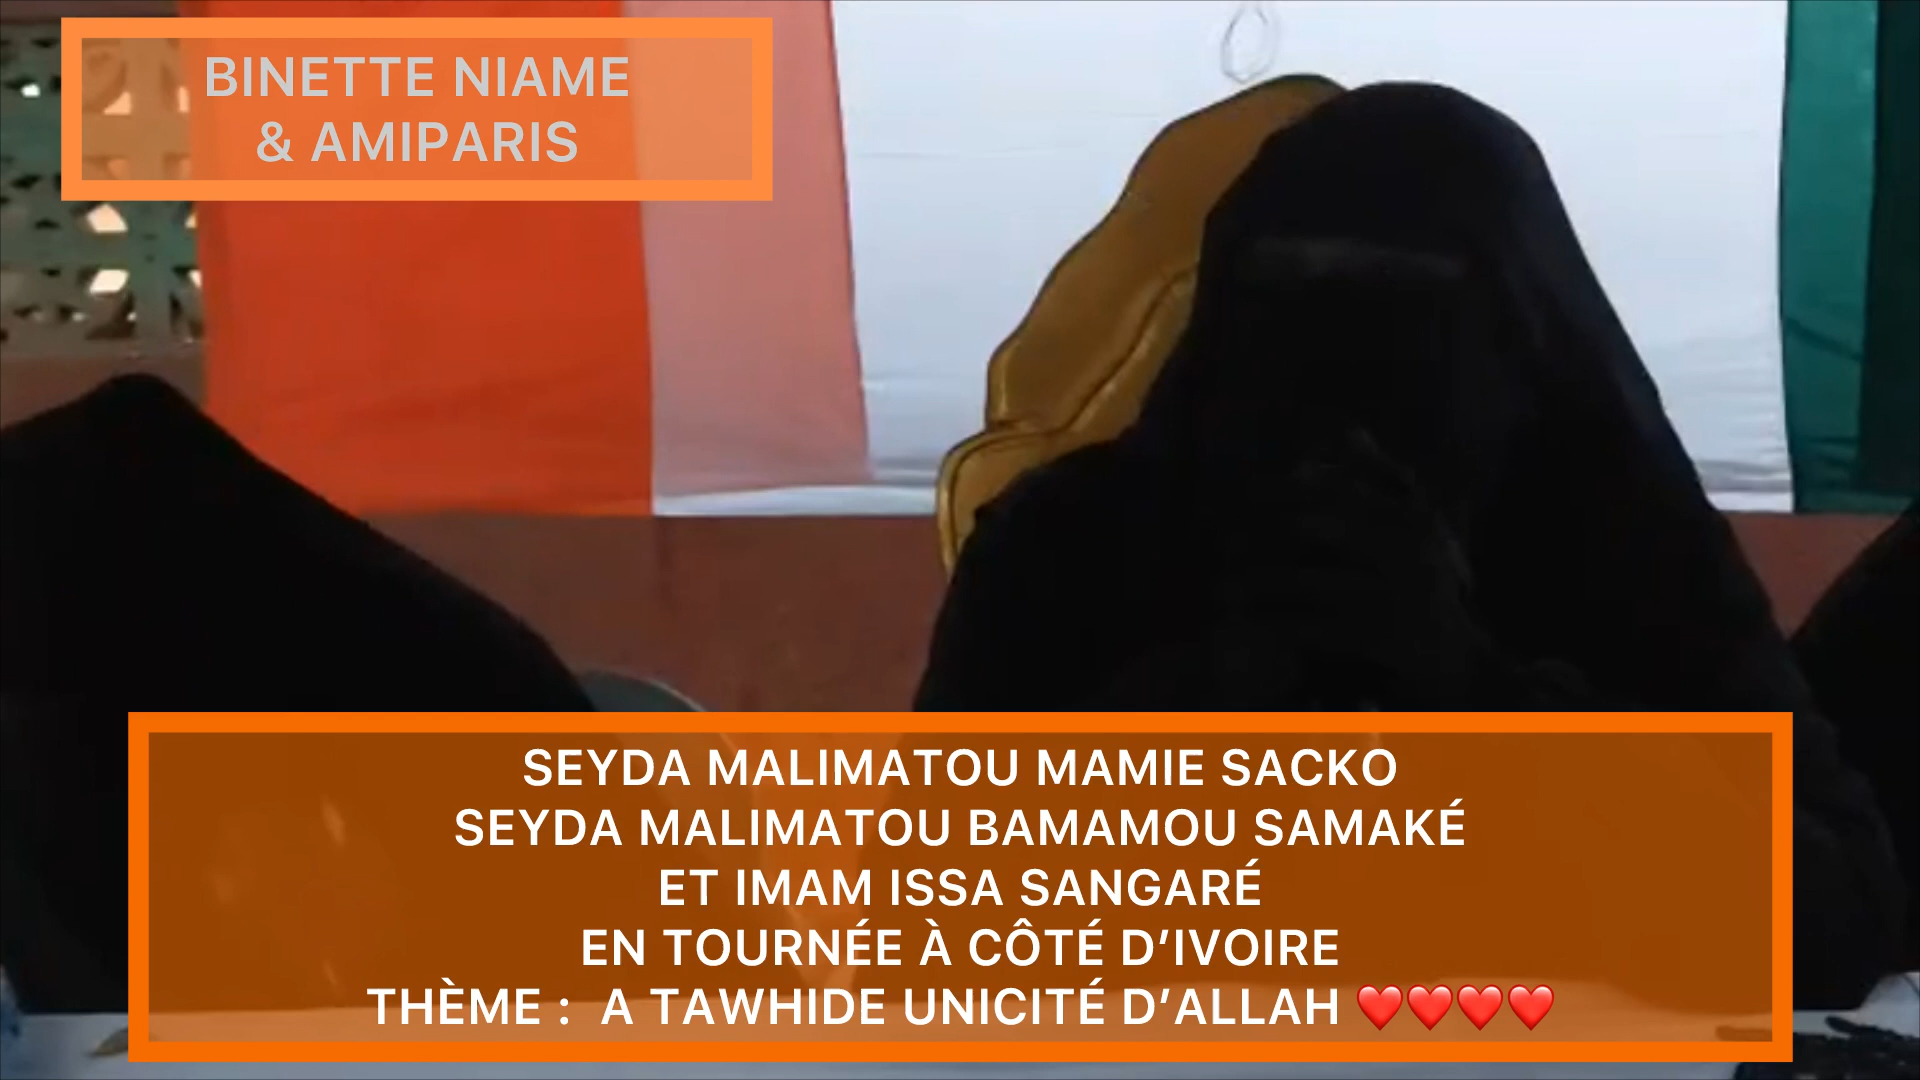 BINETTE NIAME
& AMIPARIS
SEYDA MALIMATOU MAMIE SACKO
SEYDA MALIMATOU BAMAMOU SAMAKÉ
ET IMAM ISSA SANGARÉ
EN TOURNÉE À CÔTÉ D’IVOIRE
THÈME :  A TAWHIDE UNICITÉ D’ALLAH ❤️❤️❤️❤️